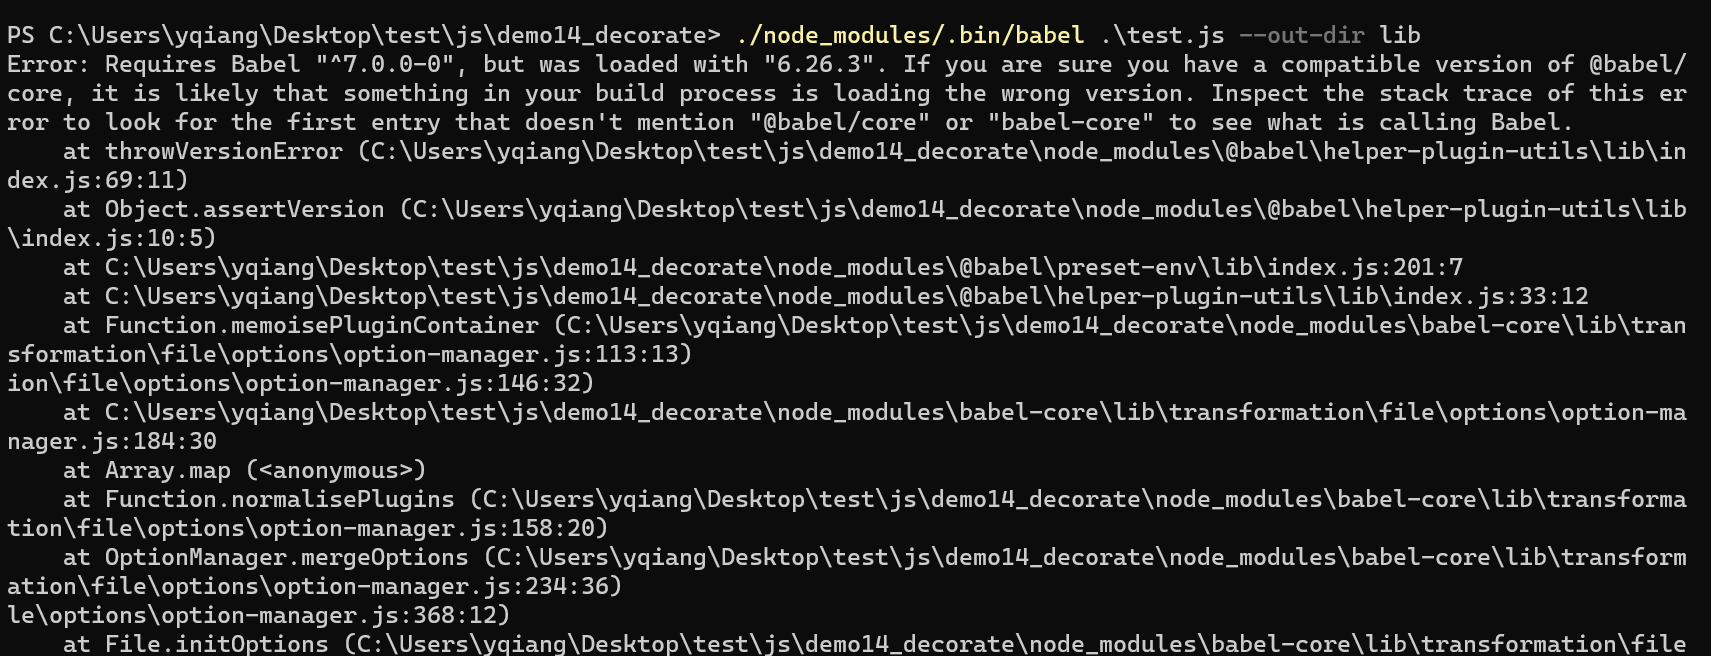 PS C:\Users\yqiang\Desktop\test\js\demo14_decorate> ./node_modules/.bin/babel .\test.js --out-dir lib
Error: Requires Babel "^7.0.0-0", but was loaded with "6.26.3". If you are sure you have a compatible version of @babel/
core, it is likely that something in your build process is loading the wrong version. Inspect the stack trace of this er
ror to look for the first entry that doesn't mention "@babel/core" or "babel-core" to see what is calling Babel.
    at throwVersionError (C:\Users\yqiang\Desktop\test\js\demo14_decorate\node_modules\@babel\helper-plugin-utils\lib\in
dex.js:69:11)
    at Object.assertVersion (C:\Users\yqiang\Desktop\test\js\demo14_decorate\node_modules\@babel\helper-plugin-utils\lib
\index.js:10:5)
    at C:\Users\yqiang\Desktop\test\js\demo14_decorate\node_modules\@babel\preset-env\lib\index.js:201:7
    at C:\Users\yqiang\Desktop\test\js\demo14_decorate\node_modules\@babel\helper-plugin-utils\lib\index.js:33:12
    at Function.memoisePluginContainer (C:\Users\yqiang\Desktop\test\js\demo14_decorate\node_modules\babel-core\lib\tran
sformation\file\options\option-manager.js:113:13)
ion\file\options\option-manager.js:146:32)
    at C:\Users\yqiang\Desktop\test\js\demo14_decorate\node_modules\babel-core\lib\transformation\file\options\option-ma
nager.js:184:30
    at Array.map (<anonymous>)
    at Function.normalisePlugins (C:\Users\yqiang\Desktop\test\js\demo14_decorate\node_modules\babel-core\lib\transforma
tion\file\options\option-manager.js:158:20)
    at OptionManager.mergeOptions (C:\Users\yqiang\Desktop\test\js\demo14_decorate\node_modules\babel-core\lib\transform
ation\file\options\option-manager.js:234:36)
le\options\option-manager.js:368:12)
    at File.initOptions (C:\Users\yqiang\Desktop\test\js\demo14_decorate\node_modules\babel-core\lib\transformation\file